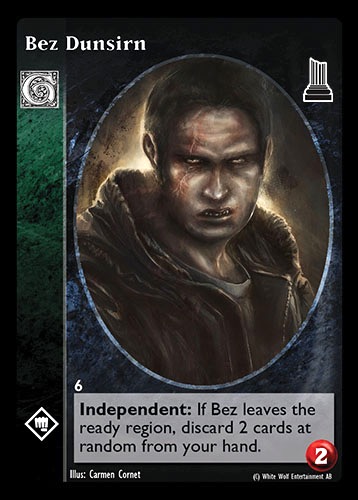 Bez Dunsirn
6
Independent: If Bez leaves the
ready region, discard 2 cards at
random from your hand.
2
Illus: Carmen Cornet
(C) White Wolf Entertainment AB